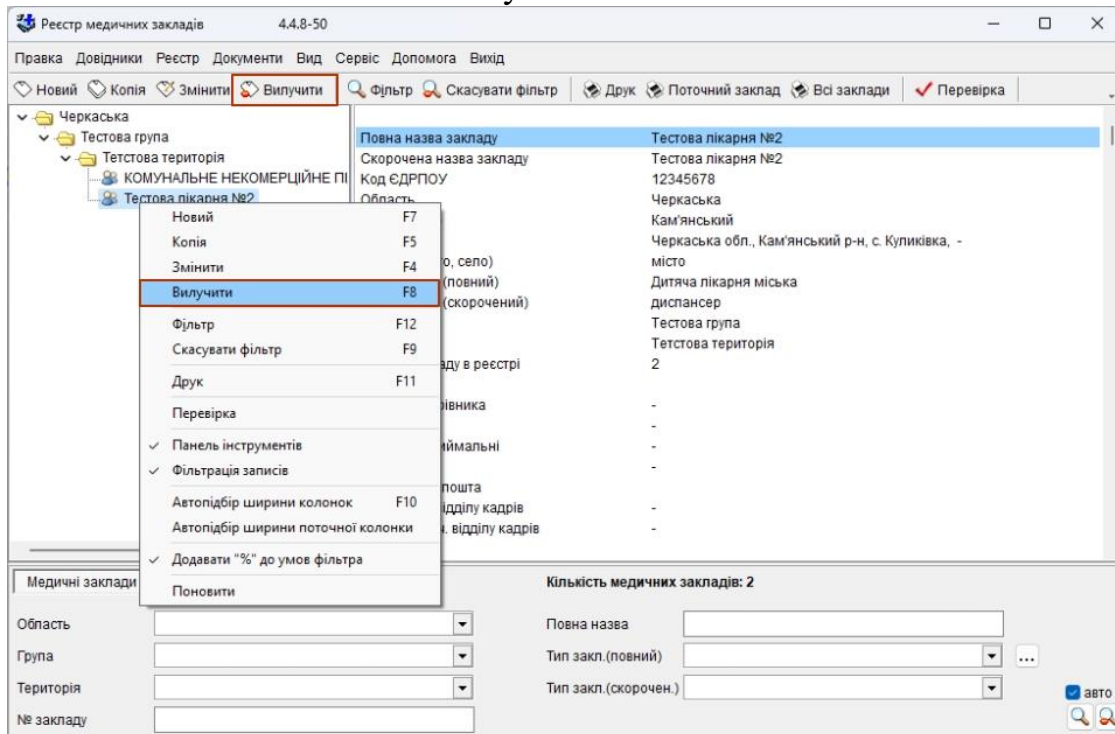 Реєстр медичних закладів 4.4.8-50
Правка Довідники Реєстр Документи Вид Сервіс Допомога Вихід
Новий Копія Змінити Вилучити Фільтр Скасувати фільтр Друк Поточний заклад Всі заклади Перевірка
Черкаська
Тестова група
Тетстова територія
КОМУНАЛЬНЕ НЕКОМЕРЦІЙНЕ ПІ
Тестова лікарня №2
Повна назва закладу Тестова лікарня №2
Скорочена назва закладу Тестова лікарня №2
Код ЄДРПОУ 12345678
Область Черкаська
Кам'янський
Черкаська обл., Кам'янський р-н, с. Куликівка, -
о, село) місто
(повний) Дитяча лікарня міська
(скорочений) диспансер
Тестова група
Тетстова територія
аду в реєстрі 2
рівника -
-
иймальні -
-
пошта
ідділу кадрів -
ч. відділу кадрів -
Новий F7
Копія F5
Змінити F4
Вилучити F8
Фільтр F12
Скасувати фільтр F9
Друк F11
Перевірка
Панель інструментів
Фільтрація записів
Автопідбір ширини колонок F10
Автопідбір ширини поточної колонки
Додавати "%" до умов фільтра
Поновити
Медичні заклади Кількість медичних закладів: 2
Область Повна назва
Група Тип закл.(повний) ...
Територія Тип закл.(скорочен.) авто
№ закладу